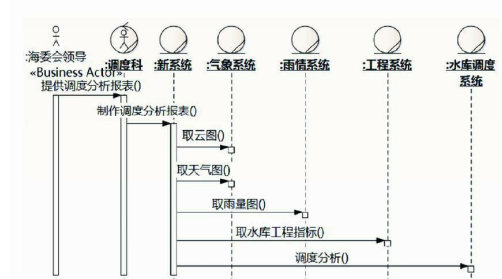 :海委会领导
«Business Actor»
:调度科
:新系统
:气象系统
:雨情系统
:工程系统
:水库调度
系统
提供调度分析报表()
制作调度分析报表()
取云图()
取天气图()
取雨量图()
取水库工程指标()
调度分析()